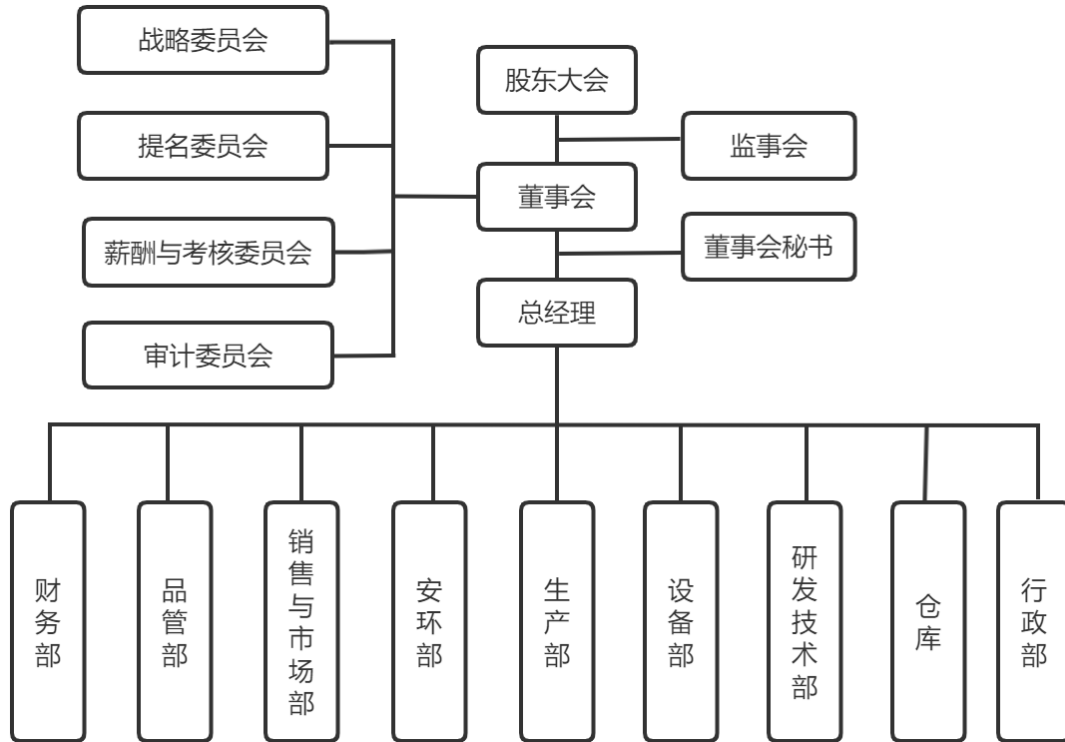 战略委员会
股东大会
提名委员会
监事会
董事会
薪酬与考核委员会
董事会秘书
总经理
审计委员会
财务部
品管部
销售与市场部
安环部
生产部
设备部
研发技术部
仓库
行政部